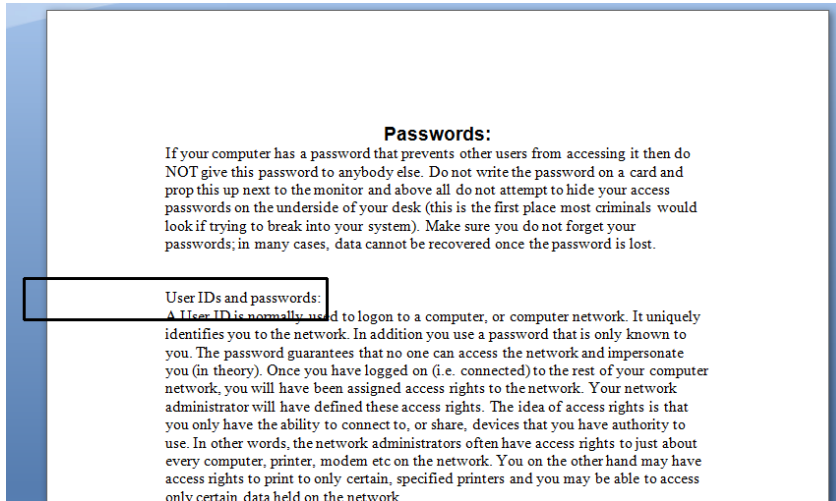 Passwords:
If your computer has a password that prevents other users from accessing it then do
NOT give this password to anybody else. Do not write the password on a card and
prop this up next to the monitor and above all do not attempt to hide your access
passwords on the underside of your desk (this is the first place most criminals would
look if trying to break into your system). Make sure you do not forget your
passwords; in many cases, data cannot be recovered once the password is lost.
User IDs and passwords:
A User ID is normally used to logon to a computer, or computer network. It uniquely
identifies you to the network. In addition you use a password that is only known to
you. The password guarantees that no one can access the network and impersonate
you (in theory). Once you have logged on (i.e. connected) to the rest of your computer
network, you will have been assigned access rights to the network. Your network
administrator will have defined these access rights. The idea of access rights is that
you only have the ability to connect to, or share, devices that you have authority to
use. In other words, the network administrators often have access rights to just about
every computer, printer, modem etc on the network. You on the other hand may have
access rights to print to only certain, specified printers and you may be able to access
only certain data held on the network